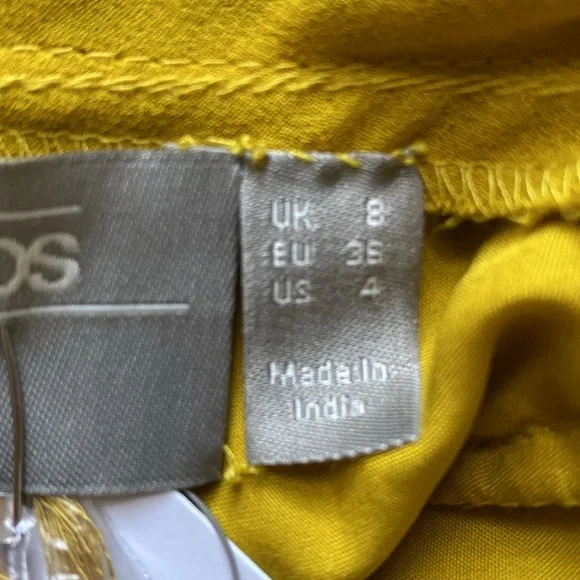 os
UK 8
EU 36
US 4
Made In
India